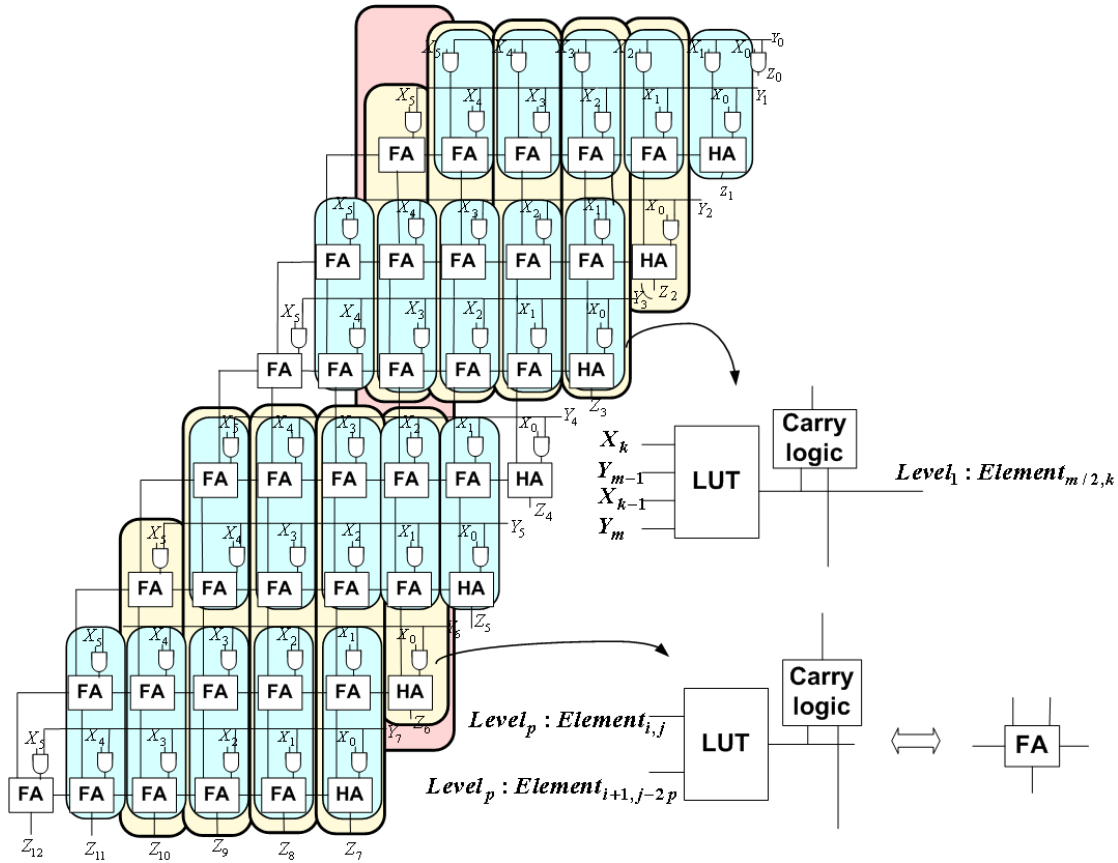 X₅ X₄ X₃ X₂ X₁ X₀ Y₀
Z₀
X₅ X₄ X₃ X₂ X₁ X₀ Y₁
FA FA FA FA FA HA
Z₁
X₅ X₄ X₃ X₂ X₁ X₀ Y₂
FA FA FA FA FA HA
Z₂
X₅ X₄ X₃ X₂ X₁ X₀ Y₃
FA FA FA FA FA HA
Z₃
X₅ X₄ X₃ X₂ X₁ X₀ Y₄
FA FA FA FA FA HA
Z₄
X₅ X₄ X₃ X₂ X₁ X₀ Y₅
FA FA FA FA FA HA
Z₅
X₅ X₄ X₃ X₂ X₁ X₀ Y₆
FA FA FA FA FA HA
Z₆
X₅ X₄ X₃ X₂ X₁ X₀ Y₇
FA FA FA FA FA HA
Z₁₂ Z₁₁ Z₁₀ Z₉ Z₈ Z₇
Xₖ
Yₘ₋₁
Xₖ₋₁
Yₘ
LUT
Carry
logic
Level₁ : Elementₘ/₂,ₖ
Levelₚ : Elementᵢ,ⱼ
Levelₚ : Elementᵢ₊₁,ⱼ₋₂ₚ
LUT
Carry
logic
FA